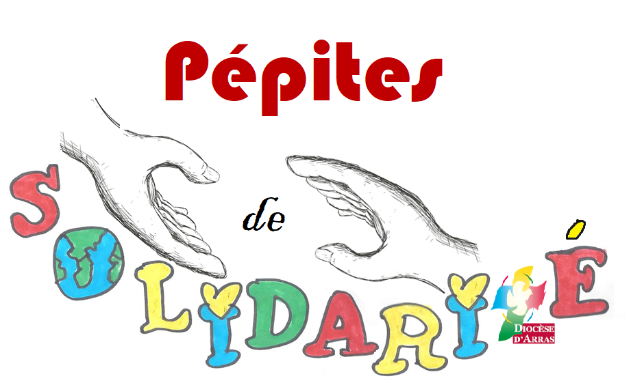 Pépites
de
SOLIDARITÉ
DIOCÈSE
D'ARRAS